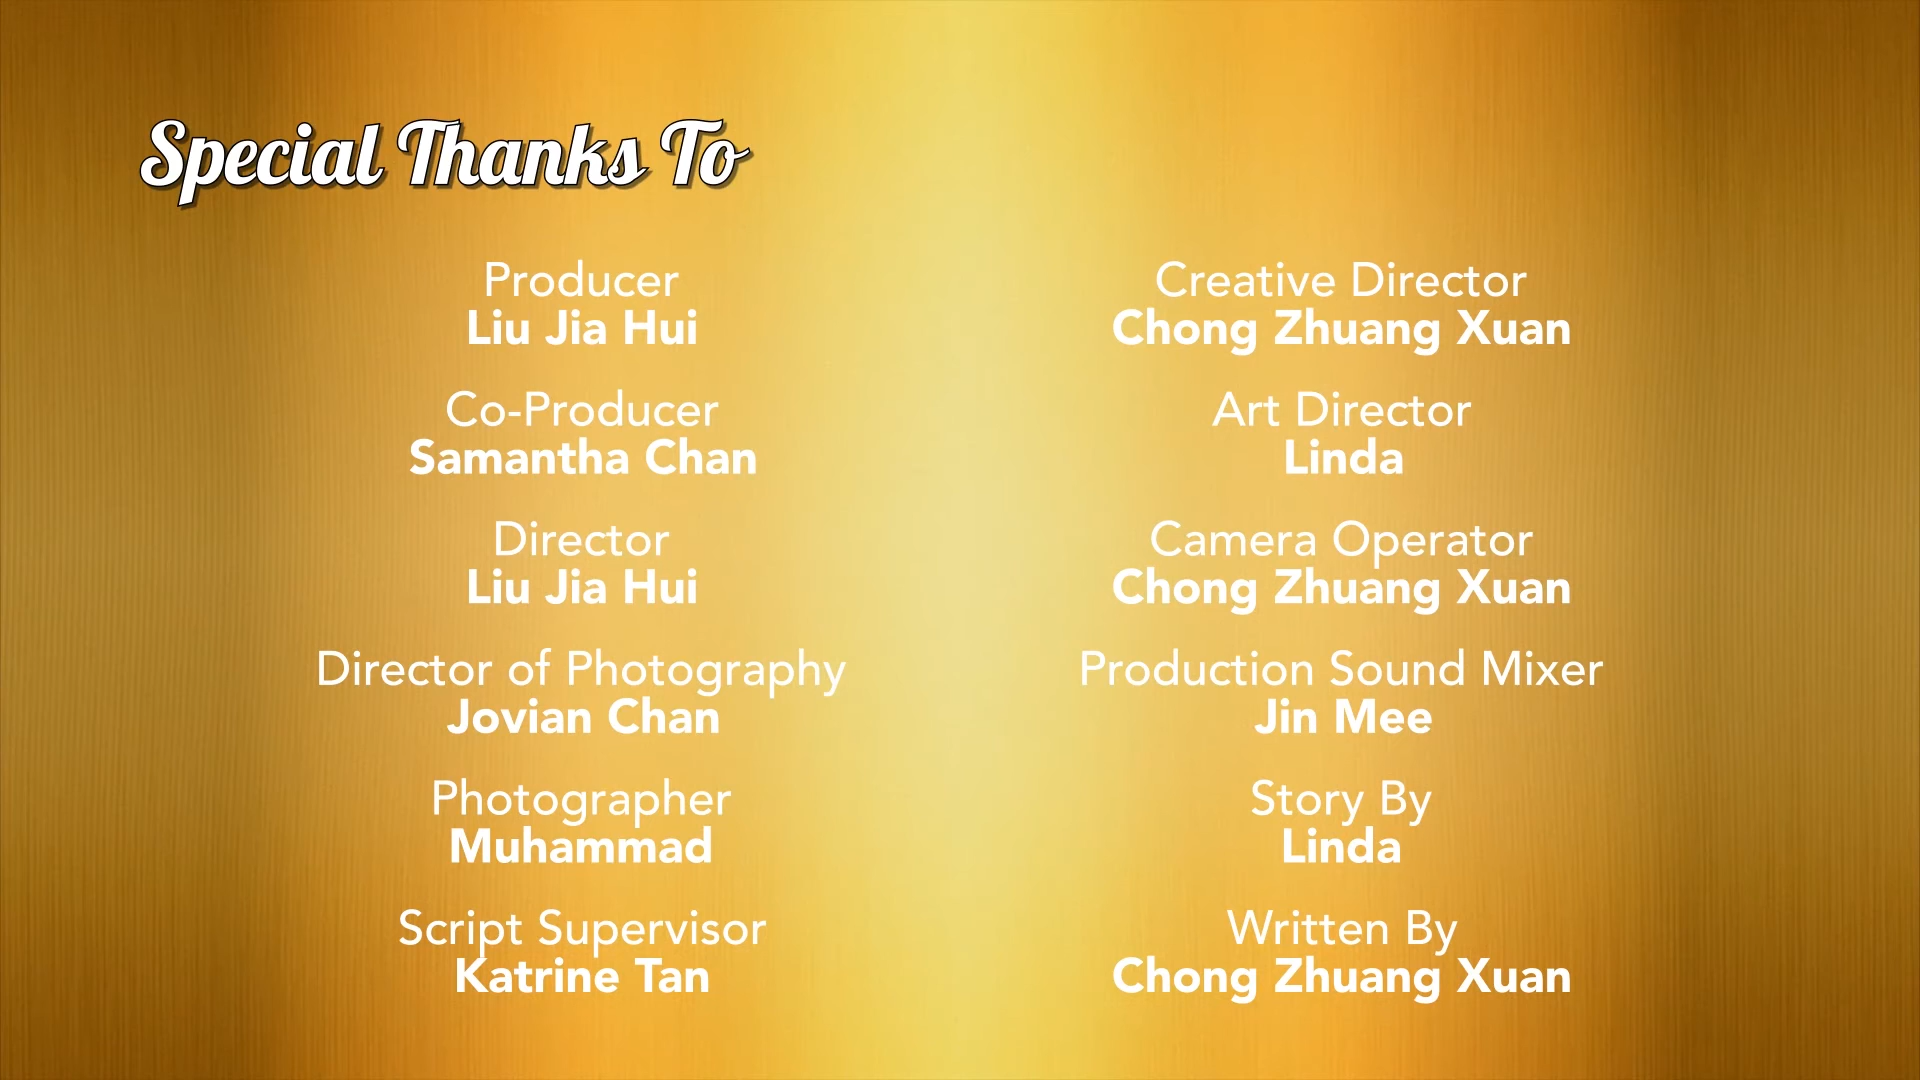 Special Thanks To
Producer
Liu Jia Hui
Co-Producer
Samantha Chan
Director
Liu Jia Hui
Director of Photography
Jovian Chan
Photographer
Muhammad
Script Supervisor
Katrine Tan
Creative Director
Chong Zhuang Xuan
Art Director
Linda
Camera Operator
Chong Zhuang Xuan
Production Sound Mixer
Jin Mee
Story By
Linda
Written By
Chong Zhuang Xuan